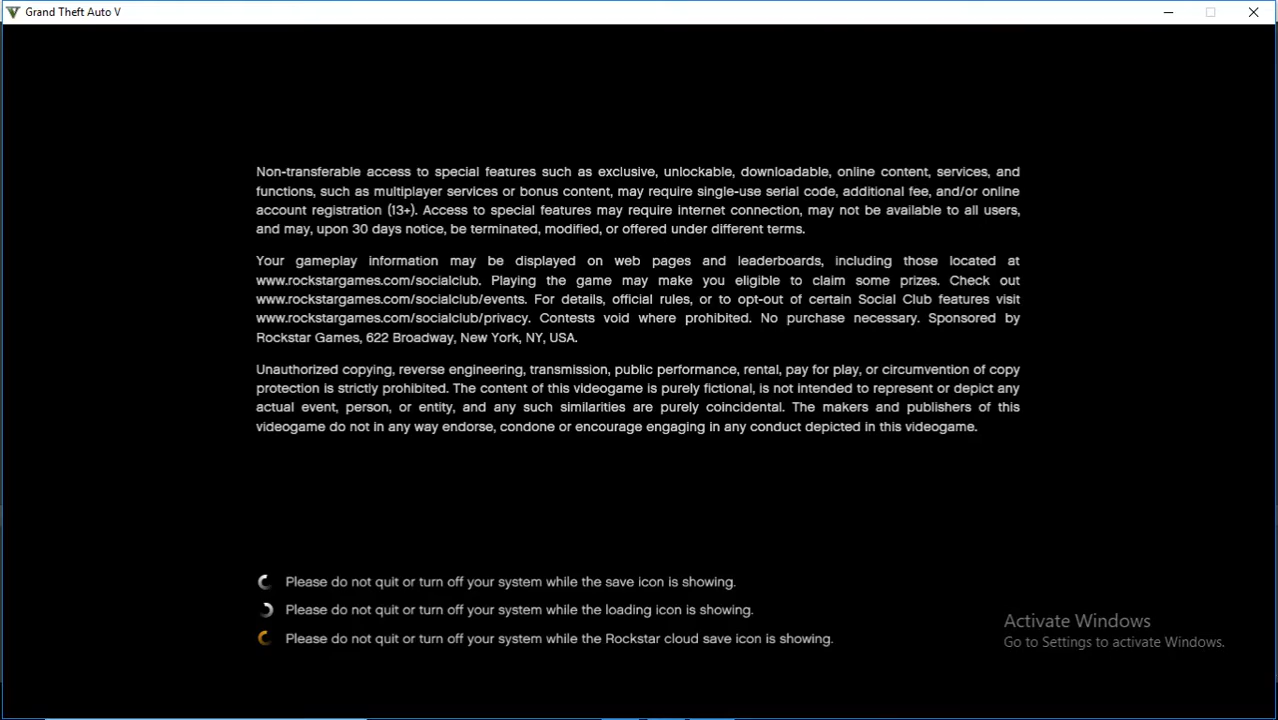 Grand Theft Auto V
Non-transferable access to special features such as exclusive, unlockable, downloadable, online content, services, and
functions, such as multiplayer services or bonus content, may require single-use serial code, additional fee, and/or online
account registration (13+). Access to special features may require internet connection, may not be available to all users,
and may, upon 30 days notice, be terminated, modified, or offered under different terms.
Your gameplay information may be displayed on web pages and leaderboards, including those located at
www.rockstargames.com/socialclub. Playing the game may make you eligible to claim some prizes. Check out
www.rockstargames.com/socialclub/events. For details, official rules, or to opt-out of certain Social Club features visit
www.rockstargames.com/socialclub/privacy. Contests void where prohibited. No purchase necessary. Sponsored by
Rockstar Games, 622 Broadway, New York, NY, USA.
Unauthorized copying, reverse engineering, transmission, public performance, rental, pay for play, or circumvention of copy
protection is strictly prohibited. The content of this videogame is purely fictional, is not intended to represent or depict any
actual event, person, or entity, and any such similarities are purely coincidental. The makers and publishers of this
videogame do not in any way endorse, condone or encourage engaging in any conduct depicted in this videogame.
Please do not quit or turn off your system while the save icon is showing.
Please do not quit or turn off your system while the loading icon is showing.
Please do not quit or turn off your system while the Rockstar cloud save icon is showing.
Activate Windows
Go to Settings to activate Windows.